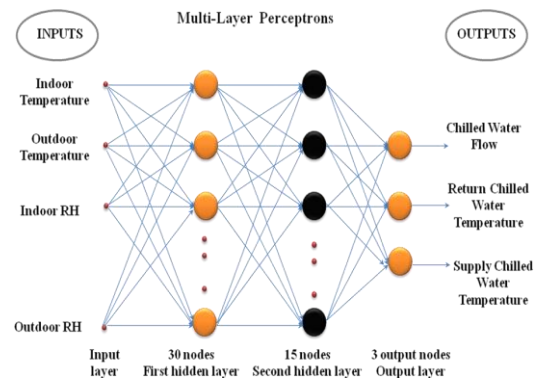 Multi-Layer Perceptrons
INPUTS
OUTPUTS
Indoor
Temperature
Outdoor
Temperature
Indoor RH
Outdoor RH
Chilled Water
Flow
Return Chilled
Water
Temperature
Supply Chilled
Water
Temperature
Input
layer
30 nodes
First hidden layer
15 nodes
Second hidden layer
3 output nodes
Output layer